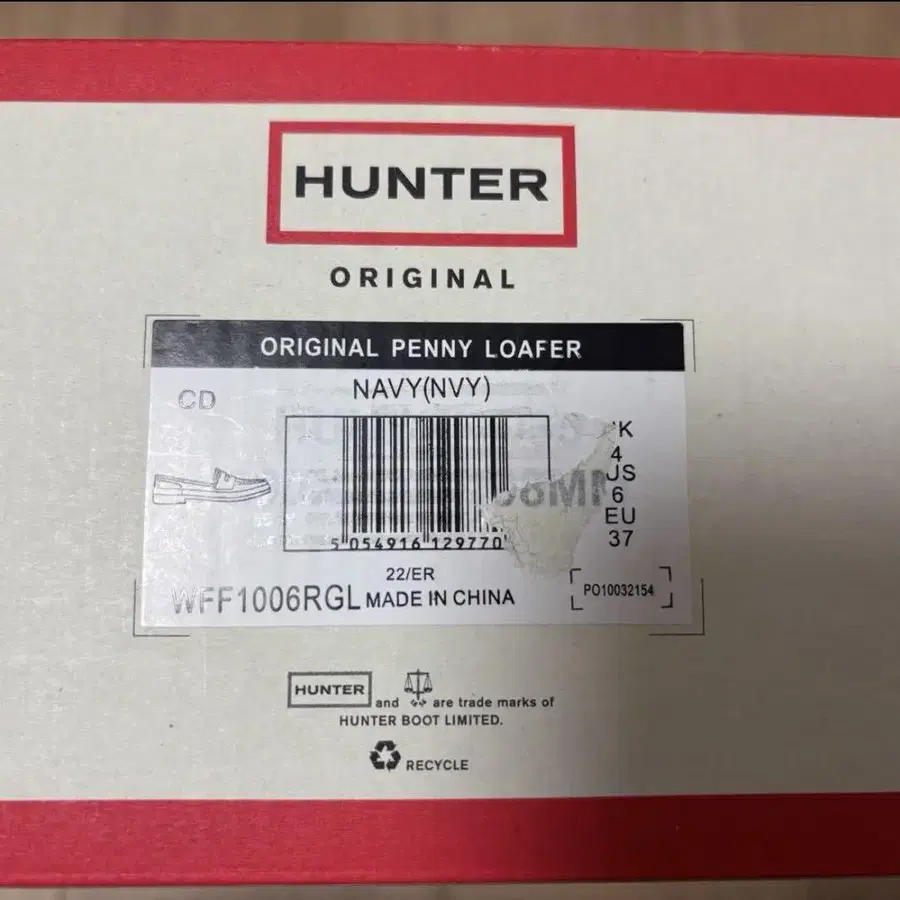 HUNTER
ORIGINAL
ORIGINAL PENNY LOAFER
NAVY(NVY)
CD
'K
4
US
6
EU
37
5 054916 129770
22/ER
WFF1006RGL MADE IN CHINA
PO10032154
HUNTER and are trade marks of
HUNTER BOOT LIMITED.
RECYCLE